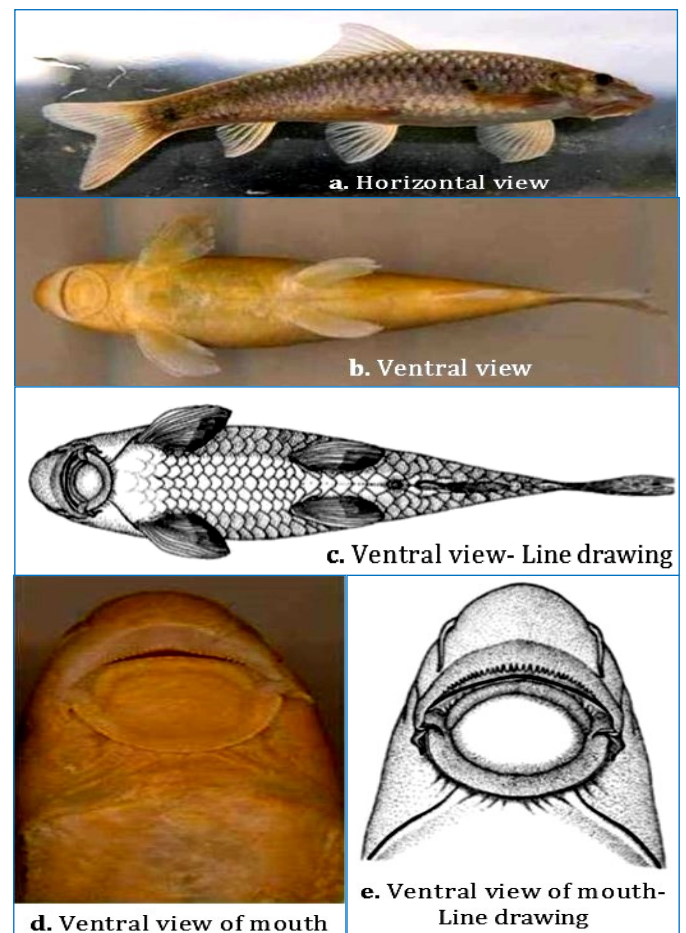 a. Horizontal view
b. Ventral view
c. Ventral view- Line drawing
d. Ventral view of mouth
e. Ventral view of mouth-
Line drawing